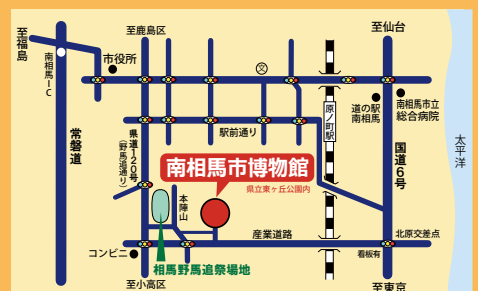 至福島
至鹿島区
至仙台
市役所
南相馬IC
文
道の駅
南相馬
南相馬市立
総合病院
原ノ町駅
駅前通り
常磐道
県道120号
(野馬追通り)
国道6号
太平洋
南相馬市博物館
県立東ヶ丘公園内
本陣山
産業道路
北原交差点
看板有
コンビニ
相馬野馬追祭場地
至小高区
至東京